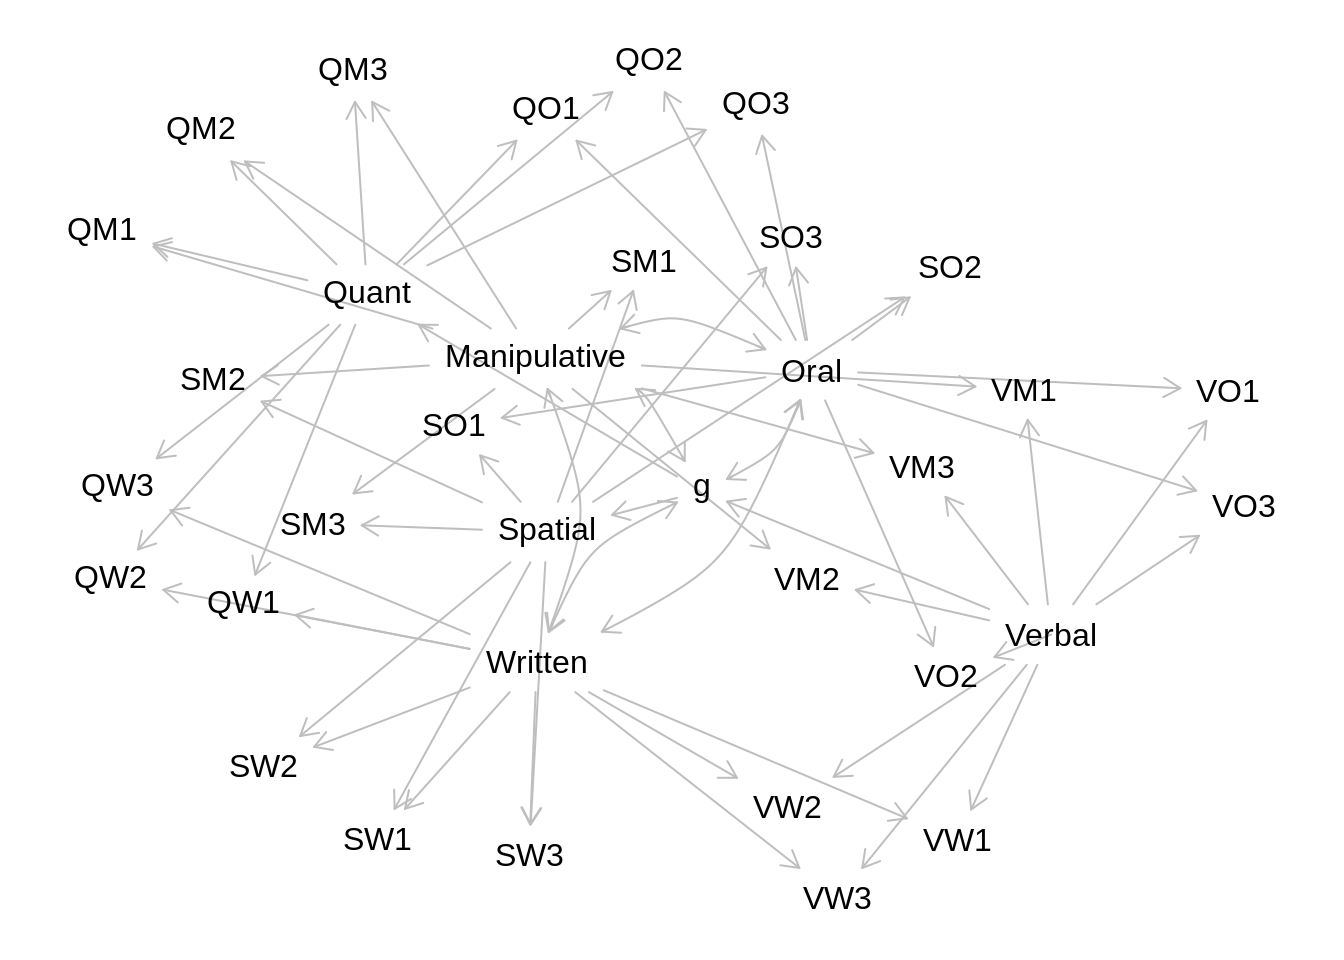 QO2
QM3
QO3
QO1
QM2
QM1
SO3
SM1
SO2
Quant
Manipulative
Oral
SM2
VM1
VO1
SO1
VM3
QW3
g
VO3
SM3
Spatial
QW2
VM2
QW1
Verbal
Written
VO2
SW2
VW2
SW1
VW1
SW3
VW3